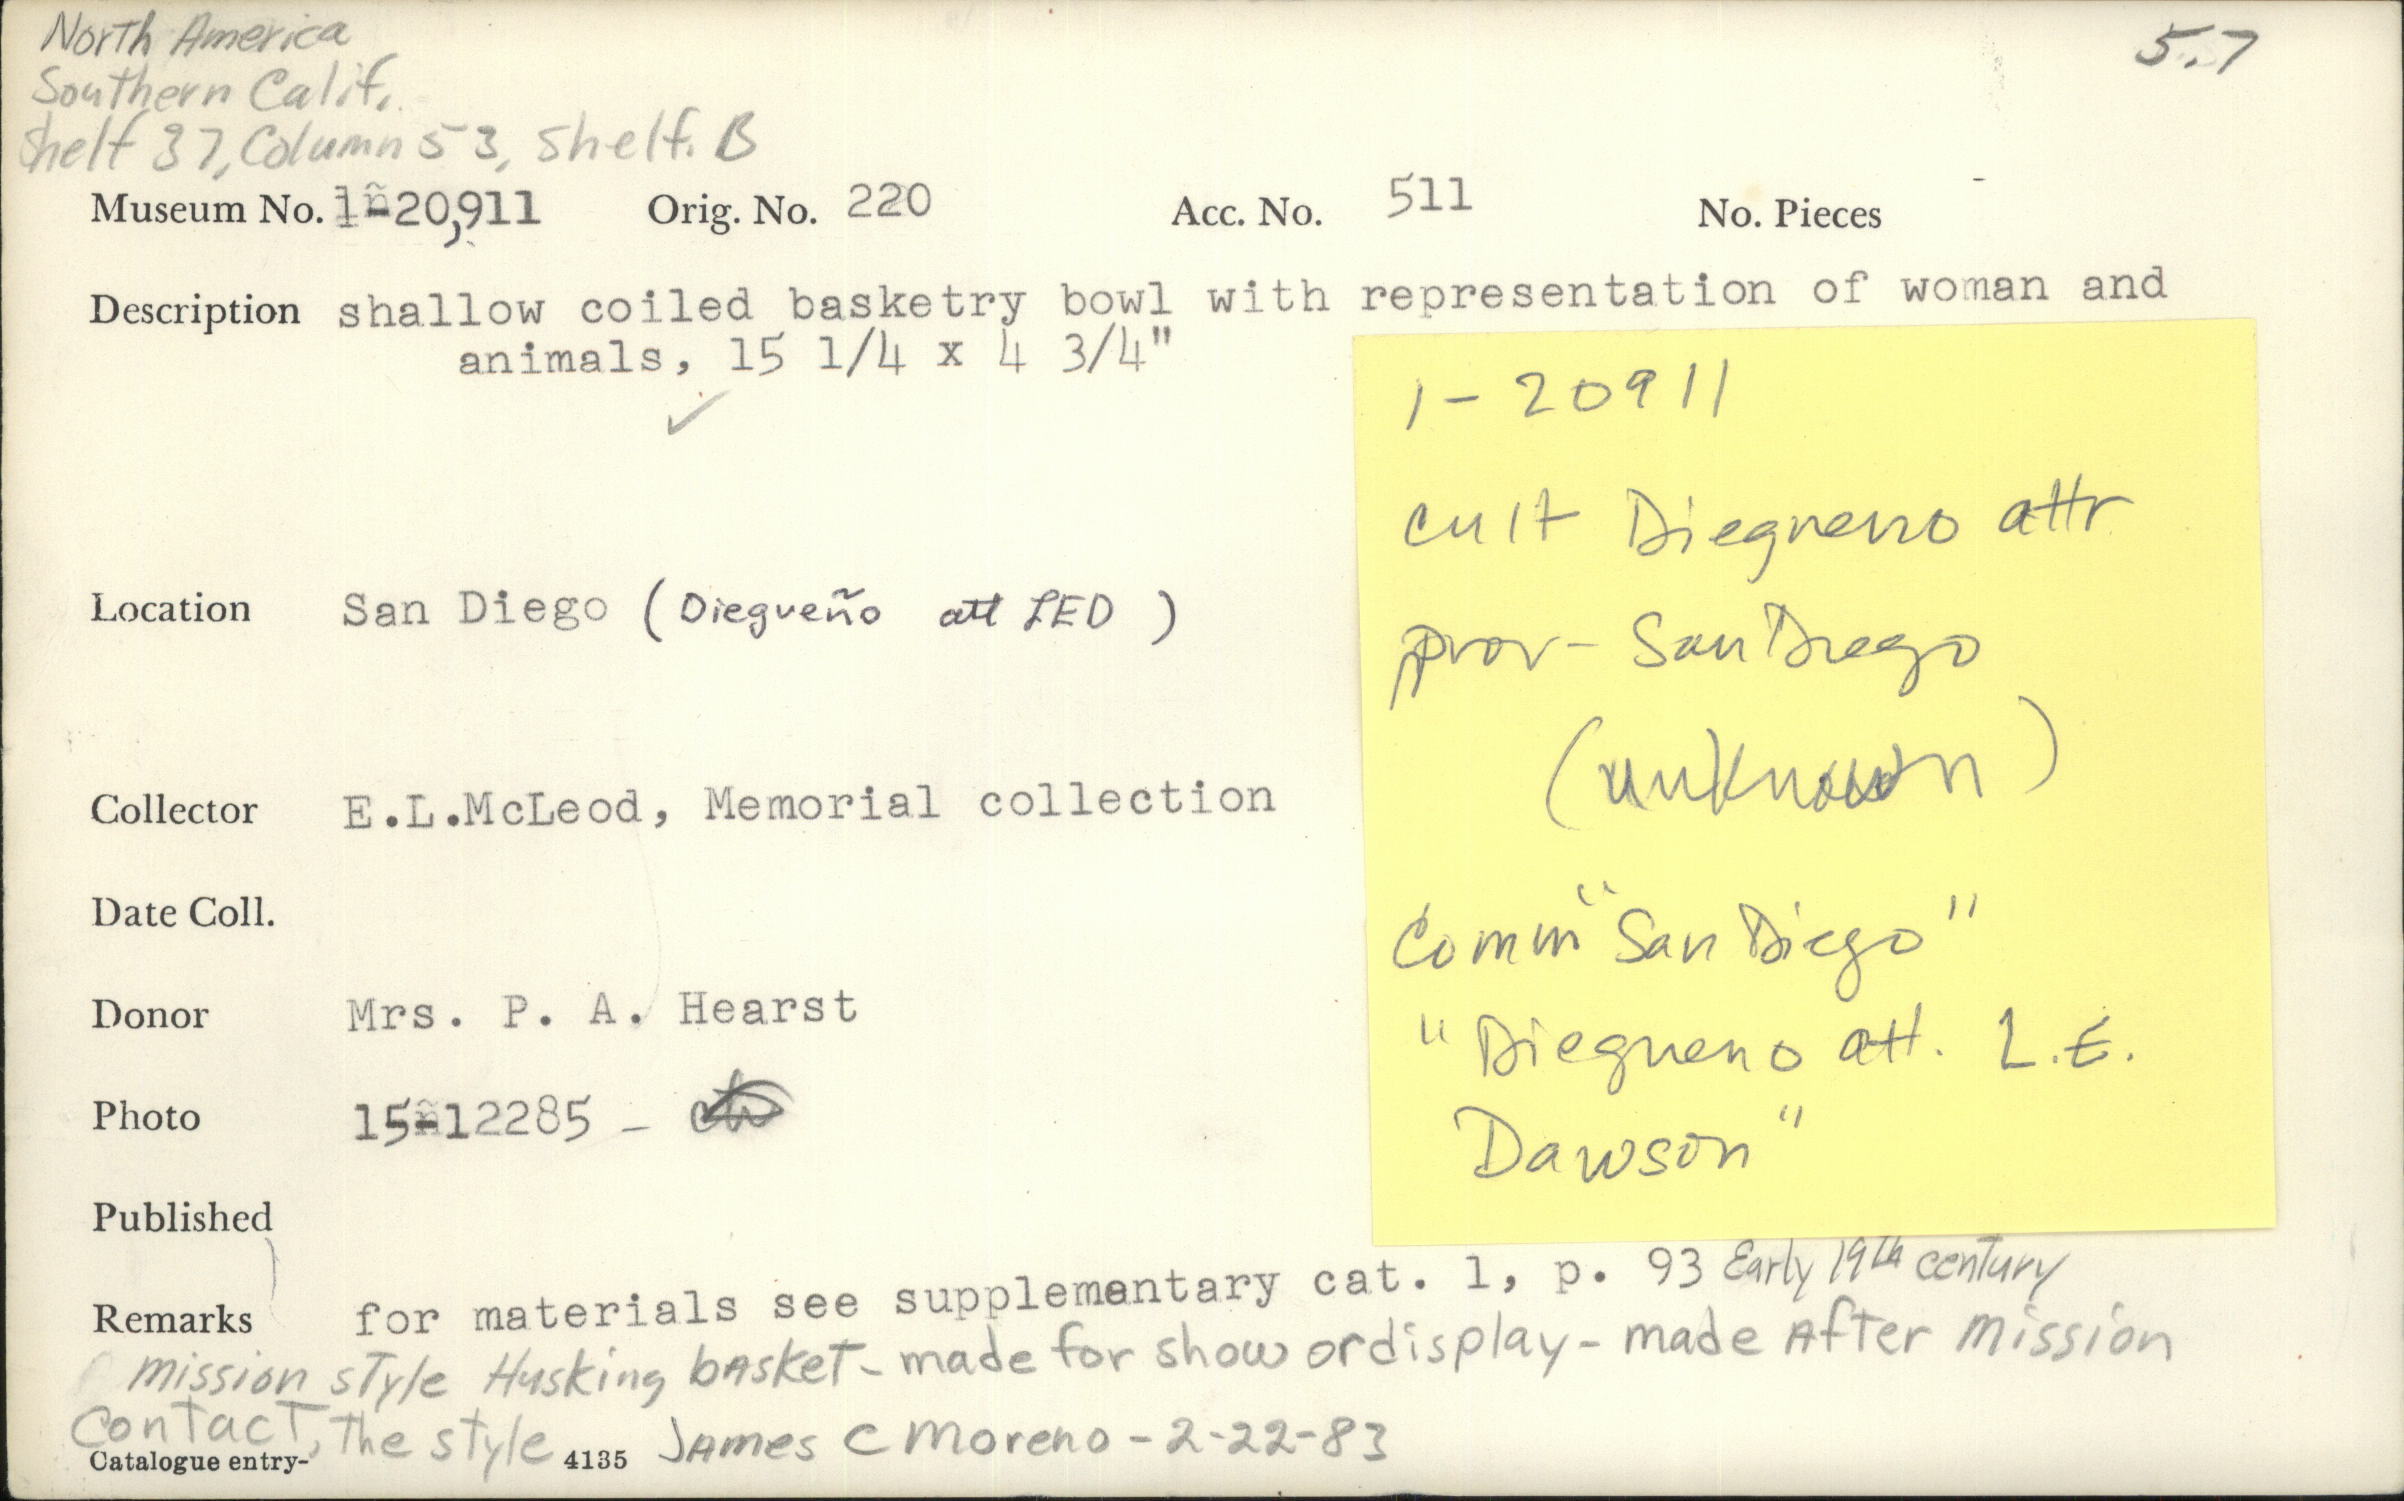 North America
5.7
Southern Calif.
Shelf 37, Column 53, Shelf. B
Museum No. 1-20,911 Orig. No. 220 Acc. No. 511 No. Pieces -
Description shallow coiled basketry bowl with representation of woman and
animals, 15 1/4 x 4 3/4"
✓
Location San Diego (Diegueño att LED)
Collector E.L.McLeod, Memorial collection
Date Coll.
Donor Mrs. P. A. Hearst
Photo 15-12285 -
Published
Remarks for materials see supplementary cat. 1, p. 93 Early 19th century
mission style Husking basket - made for show or display - made After mission
contact, The style James C Moreno - 2-22-83
Catalogue entry- 4135
1-20911
cult Diegueno attr
prov - San Diego
(unknown)
Comm "San Diego"
"Diegueno att. L.E.
Dawson"